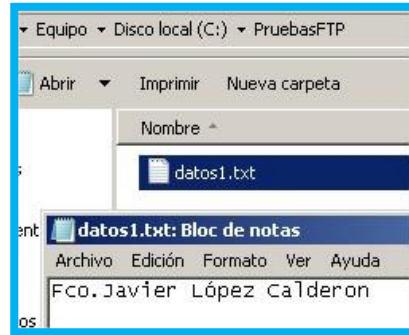 Equipo Disco local (C:) PruebasFTP
Abrir Imprimir Nueva carpeta
Nombre
datos1.txt
datos1.txt: Bloc de notas
Archivo Edición Formato Ver Ayuda
Fco.Javier López Calderon